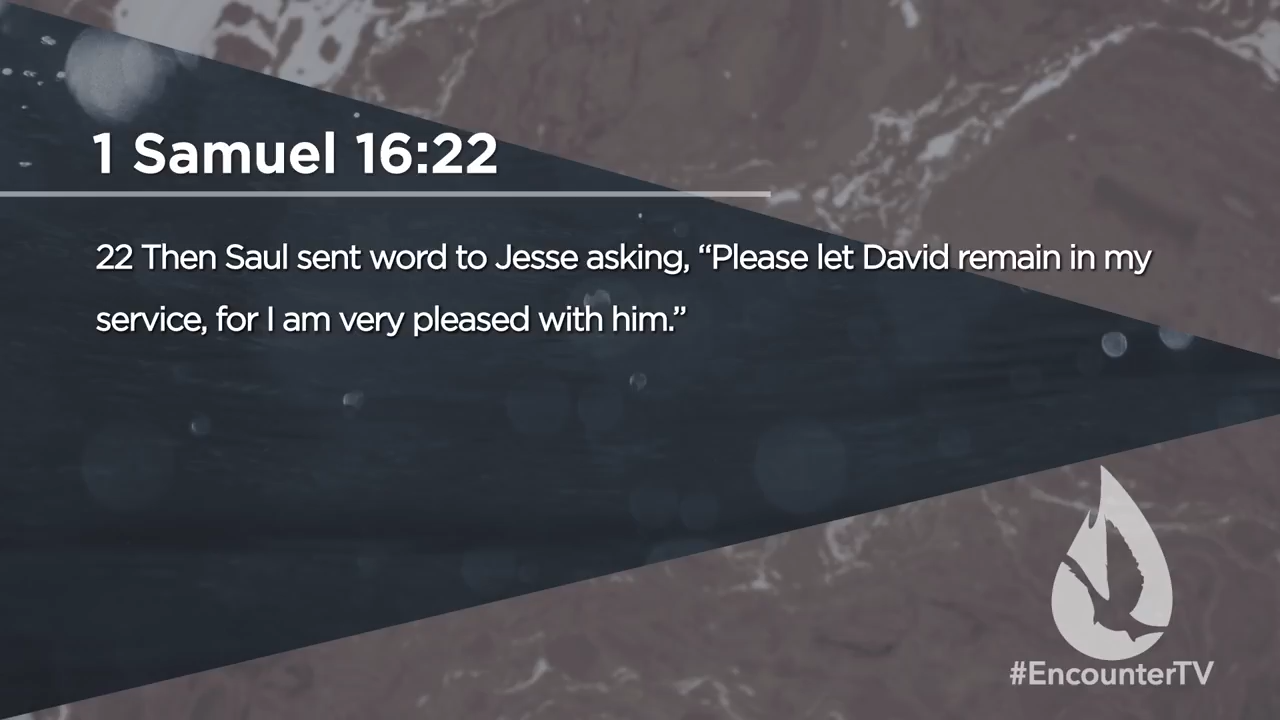 1 Samuel 16:22
22 Then Saul sent word to Jesse asking, “Please let David remain in my
service, for I am very pleased with him.”
#EncounterTV